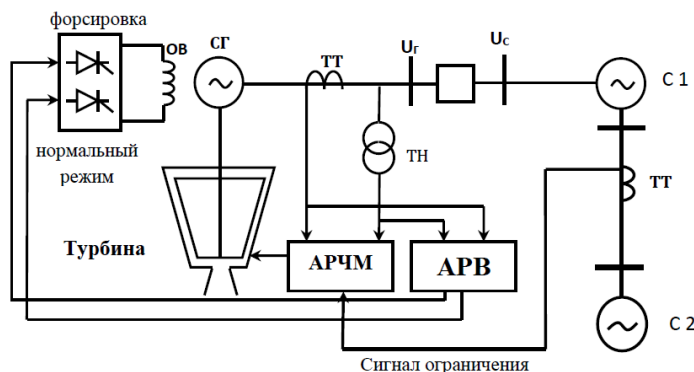 форсировка
ОВ
СГ
ТТ
UГ
UС
С 1
нормальный
режим
ТН
ТТ
Турбина
АРЧМ
АРВ
С 2
Сигнал ограничения